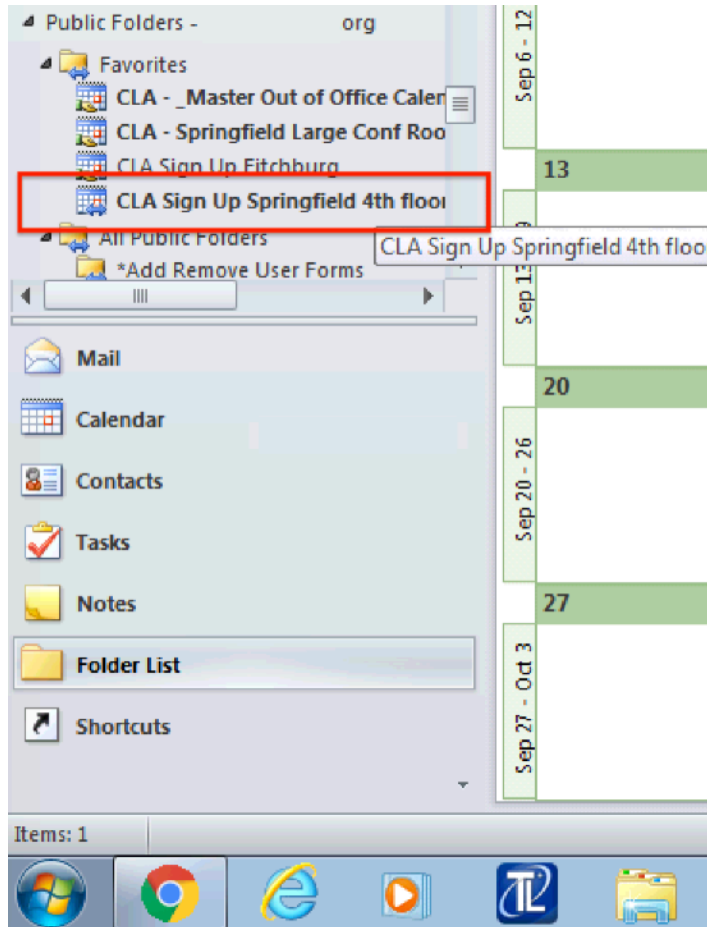 Public Folders - org
Favorites
CLA - _Master Out of Office Calen
CLA - Springfield Large Conf Roo
CLA Sign Up Fitchburg
CLA Sign Up Springfield 4th floor
All Public Folders
CLA Sign Up Springfield 4th floo
*Add Remove User Forms
Mail
Calendar
Contacts
Tasks
Notes
Folder List
Shortcuts
Items: 1
Sep 6 - 12
13
Sep 13
20
Sep 20 - 26
27
Sep 27 - Oct 3